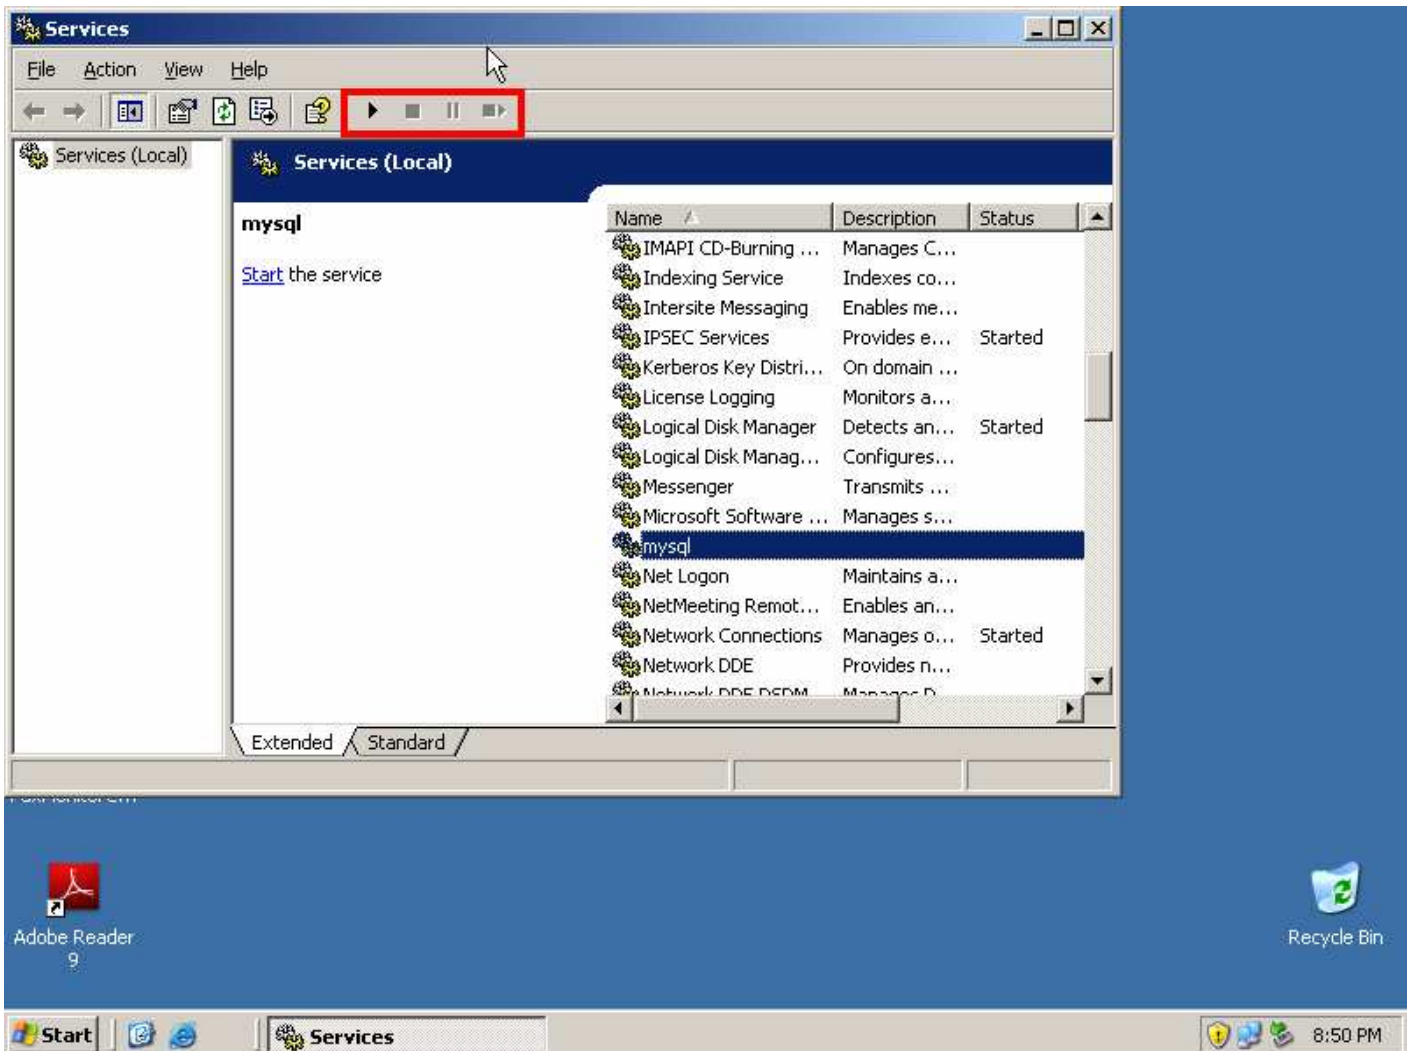 Services
File Action View Help
Services (Local)
Services (Local)
mysql
Start the service
Name Description Status
IMAPI CD-Burning ... Manages C...
Indexing Service Indexes co...
Intersite Messaging Enables me...
IPSEC Services Provides e... Started
Kerberos Key Distri... On domain ...
License Logging Monitors a...
Logical Disk Manager Detects an... Started
Logical Disk Manag... Configures...
Messenger Transmits ...
Microsoft Software ... Manages s...
mysql
Net Logon Maintains a...
NetMeeting Remot... Enables an...
Network Connections Manages o... Started
Network DDE Provides n...
Network DDE DSDM Manages D
Extended Standard
Adobe Reader
9
Recycle Bin
Start Services 8:50 PM